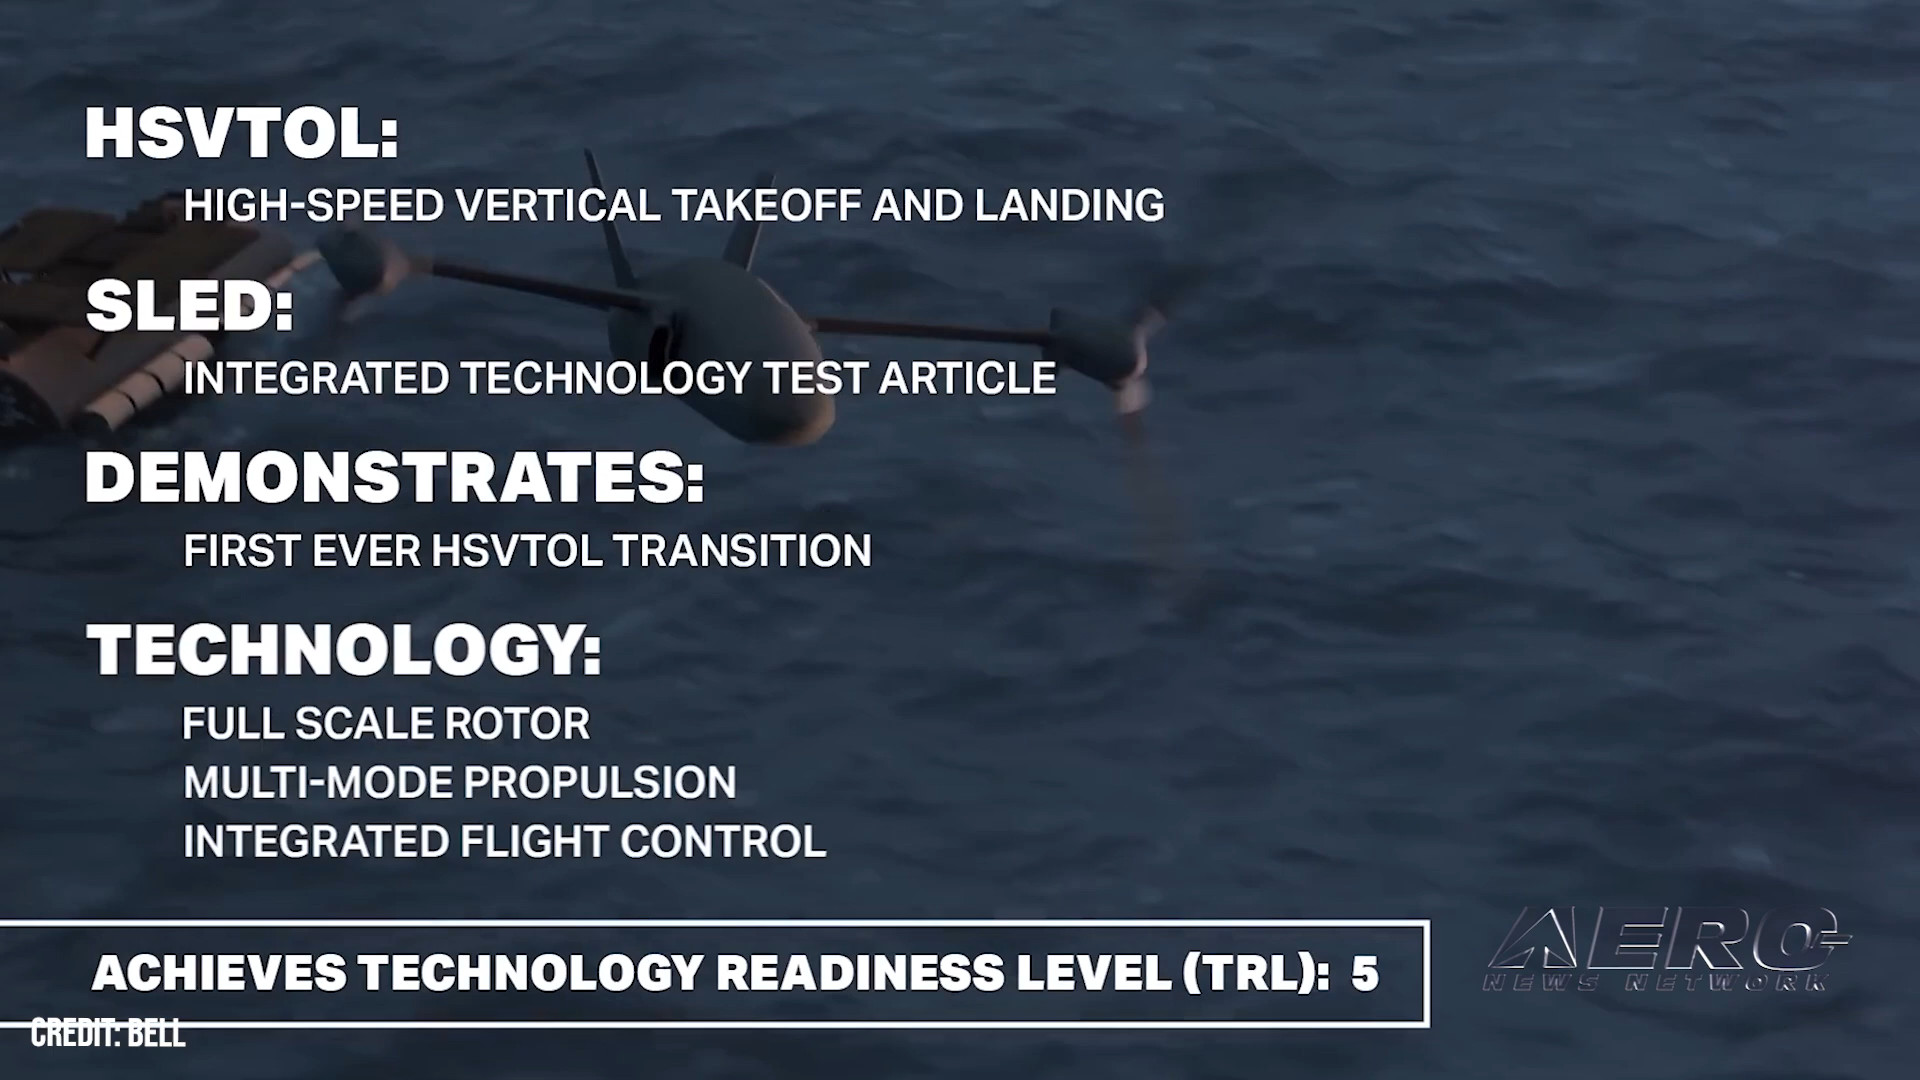 HSVTOL:
HIGH-SPEED VERTICAL TAKEOFF AND LANDING
SLED:
INTEGRATED TECHNOLOGY TEST ARTICLE
DEMONSTRATES:
FIRST EVER HSVTOL TRANSITION
TECHNOLOGY:
FULL SCALE ROTOR
MULTI-MODE PROPULSION
INTEGRATED FLIGHT CONTROL
ACHIEVES TECHNOLOGY READINESS LEVEL (TRL): 5
CREDIT: BELL
AERO
NEWS NETWORK